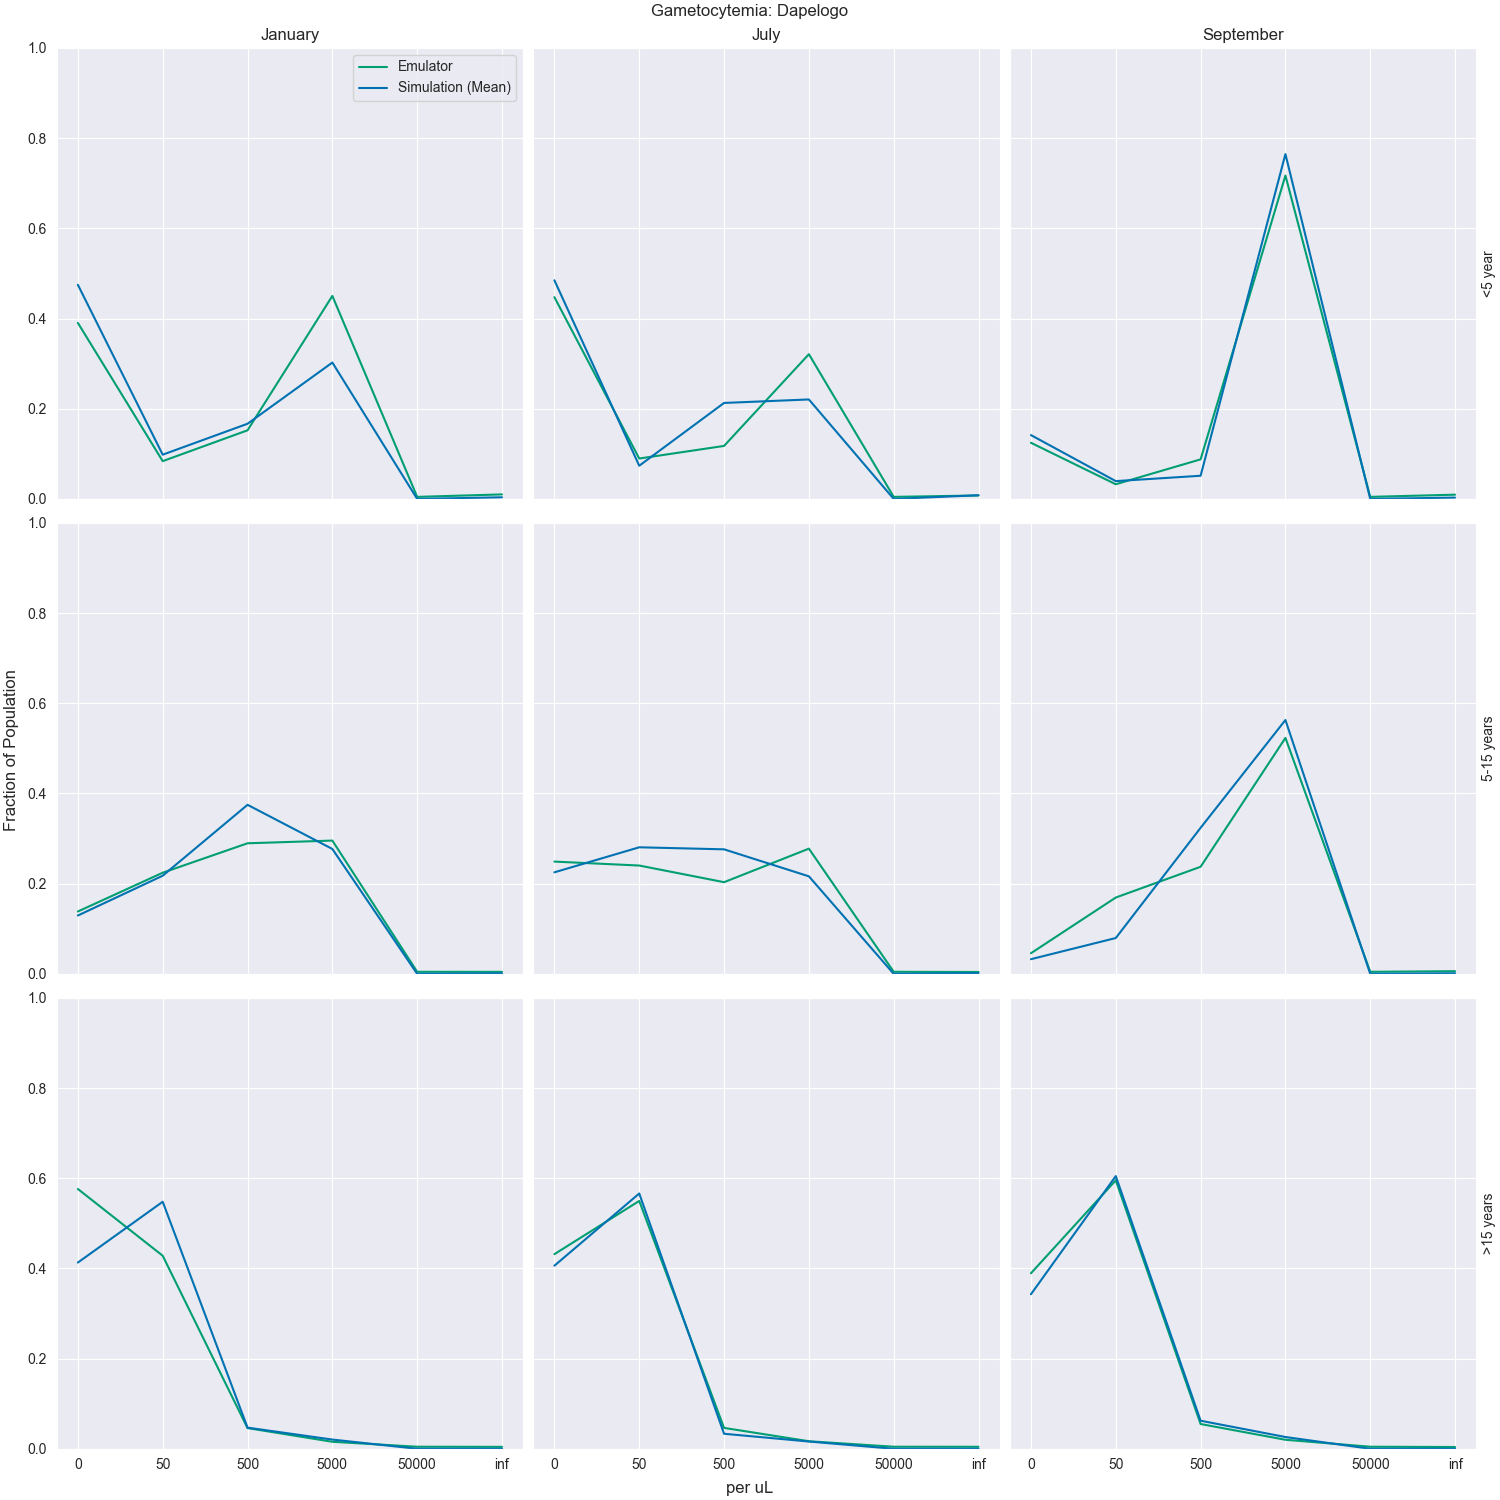 Gametocytemia: Dapelogo
January
July
September
Emulator
Simulation (Mean)
1.0
0.8
0.6
0.4
0.2
0.0
<5 year
1.0
0.8
0.6
0.4
0.2
0.0
5-15 years
Fraction of Population
1.0
0.8
0.6
0.4
0.2
0.0
>15 years
0 50 500 5000 50000 inf
0 50 500 5000 50000 inf
0 50 500 5000 50000 inf
per uL